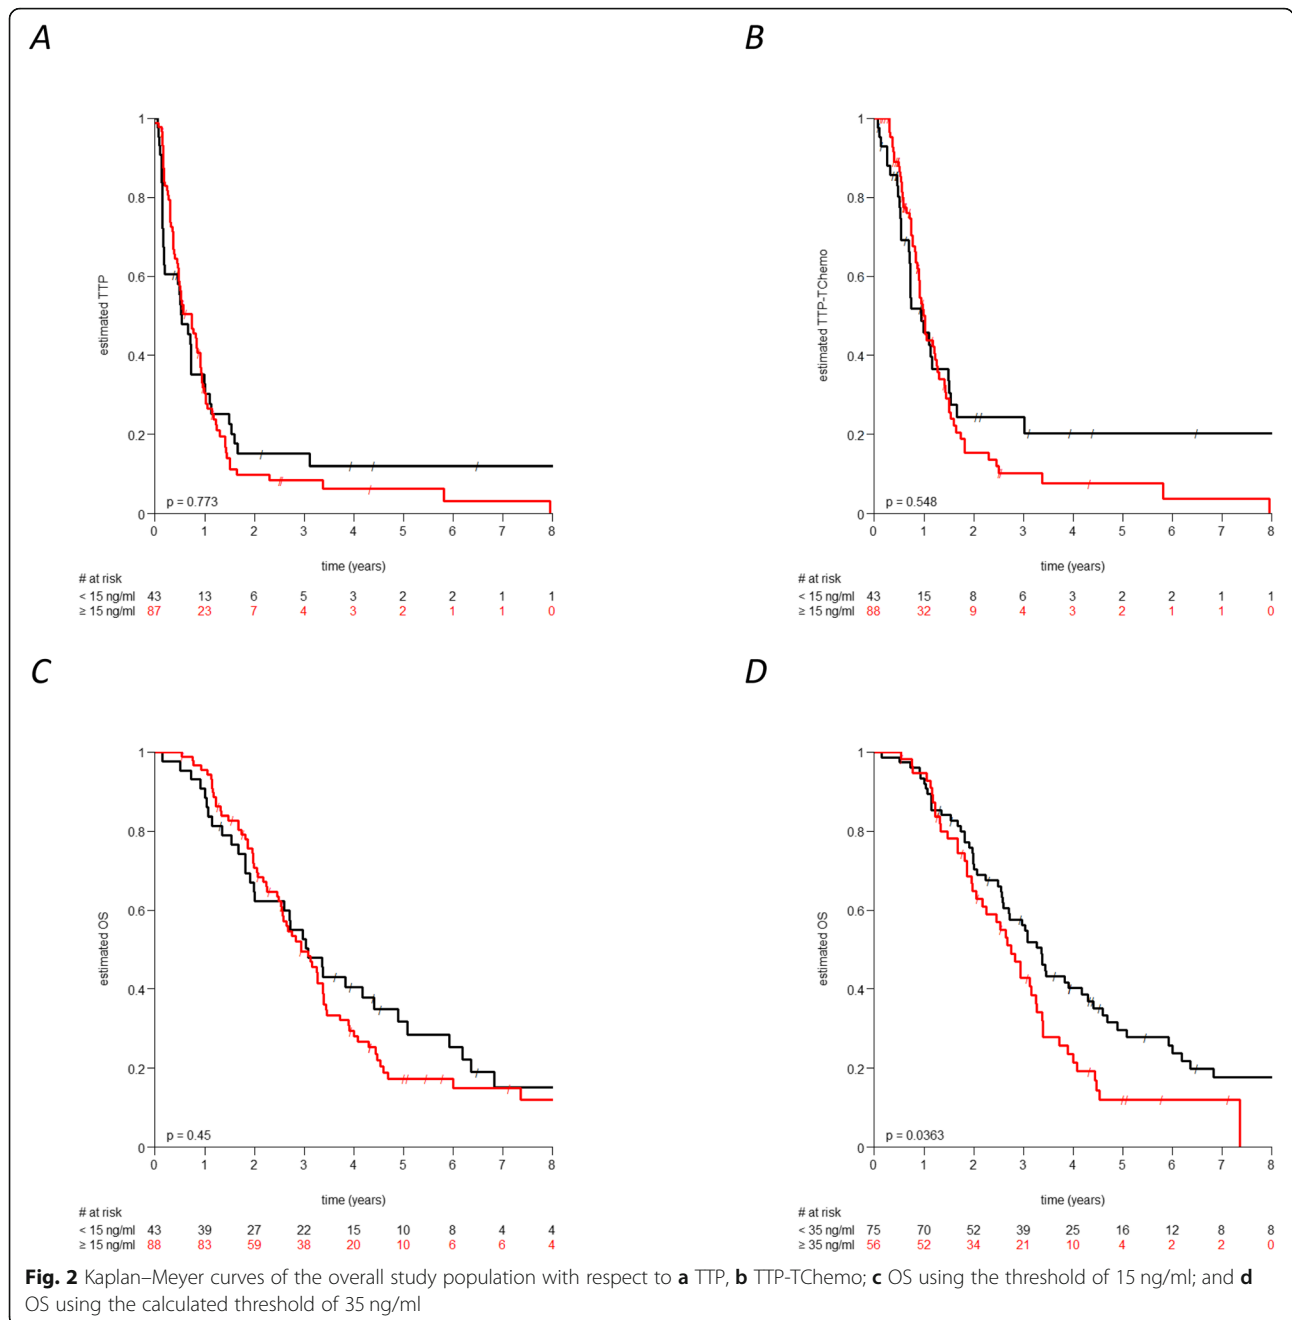 A
1
0.8
0.6
0.4
0.2
0
estimated TTP
p = 0.773
0 1 2 3 4 5 6 7 8
time (years)
# at risk
< 15 ng/ml 43 13 6 5 3 2 2 1 1
≥ 15 ng/ml 87 23 7 4 3 2 1 1 0
B
1
0.8
0.6
0.4
0.2
0
estimated TTP-TChemo
p = 0.548
0 1 2 3 4 5 6 7 8
time (years)
# at risk
< 15 ng/ml 43 15 8 6 3 2 2 1 1
≥ 15 ng/ml 88 32 9 4 3 2 1 1 0
C
1
0.8
0.6
0.4
0.2
0
estimated OS
p = 0.45
0 1 2 3 4 5 6 7 8
time (years)
# at risk
< 15 ng/ml 43 39 27 22 15 10 8 4 4
≥ 15 ng/ml 88 83 59 38 20 10 6 6 4
D
1
0.8
0.6
0.4
0.2
0
estimated OS
p = 0.0363
0 1 2 3 4 5 6 7 8
time (years)
# at risk
< 35 ng/ml 75 70 52 39 25 16 12 8 8
≥ 35 ng/ml 56 52 34 21 10 4 2 2 0
Fig. 2 Kaplan–Meyer curves of the overall study population with respect to a TTP, b TTP-TChemo; c OS using the threshold of 15 ng/ml; and d
OS using the calculated threshold of 35 ng/ml